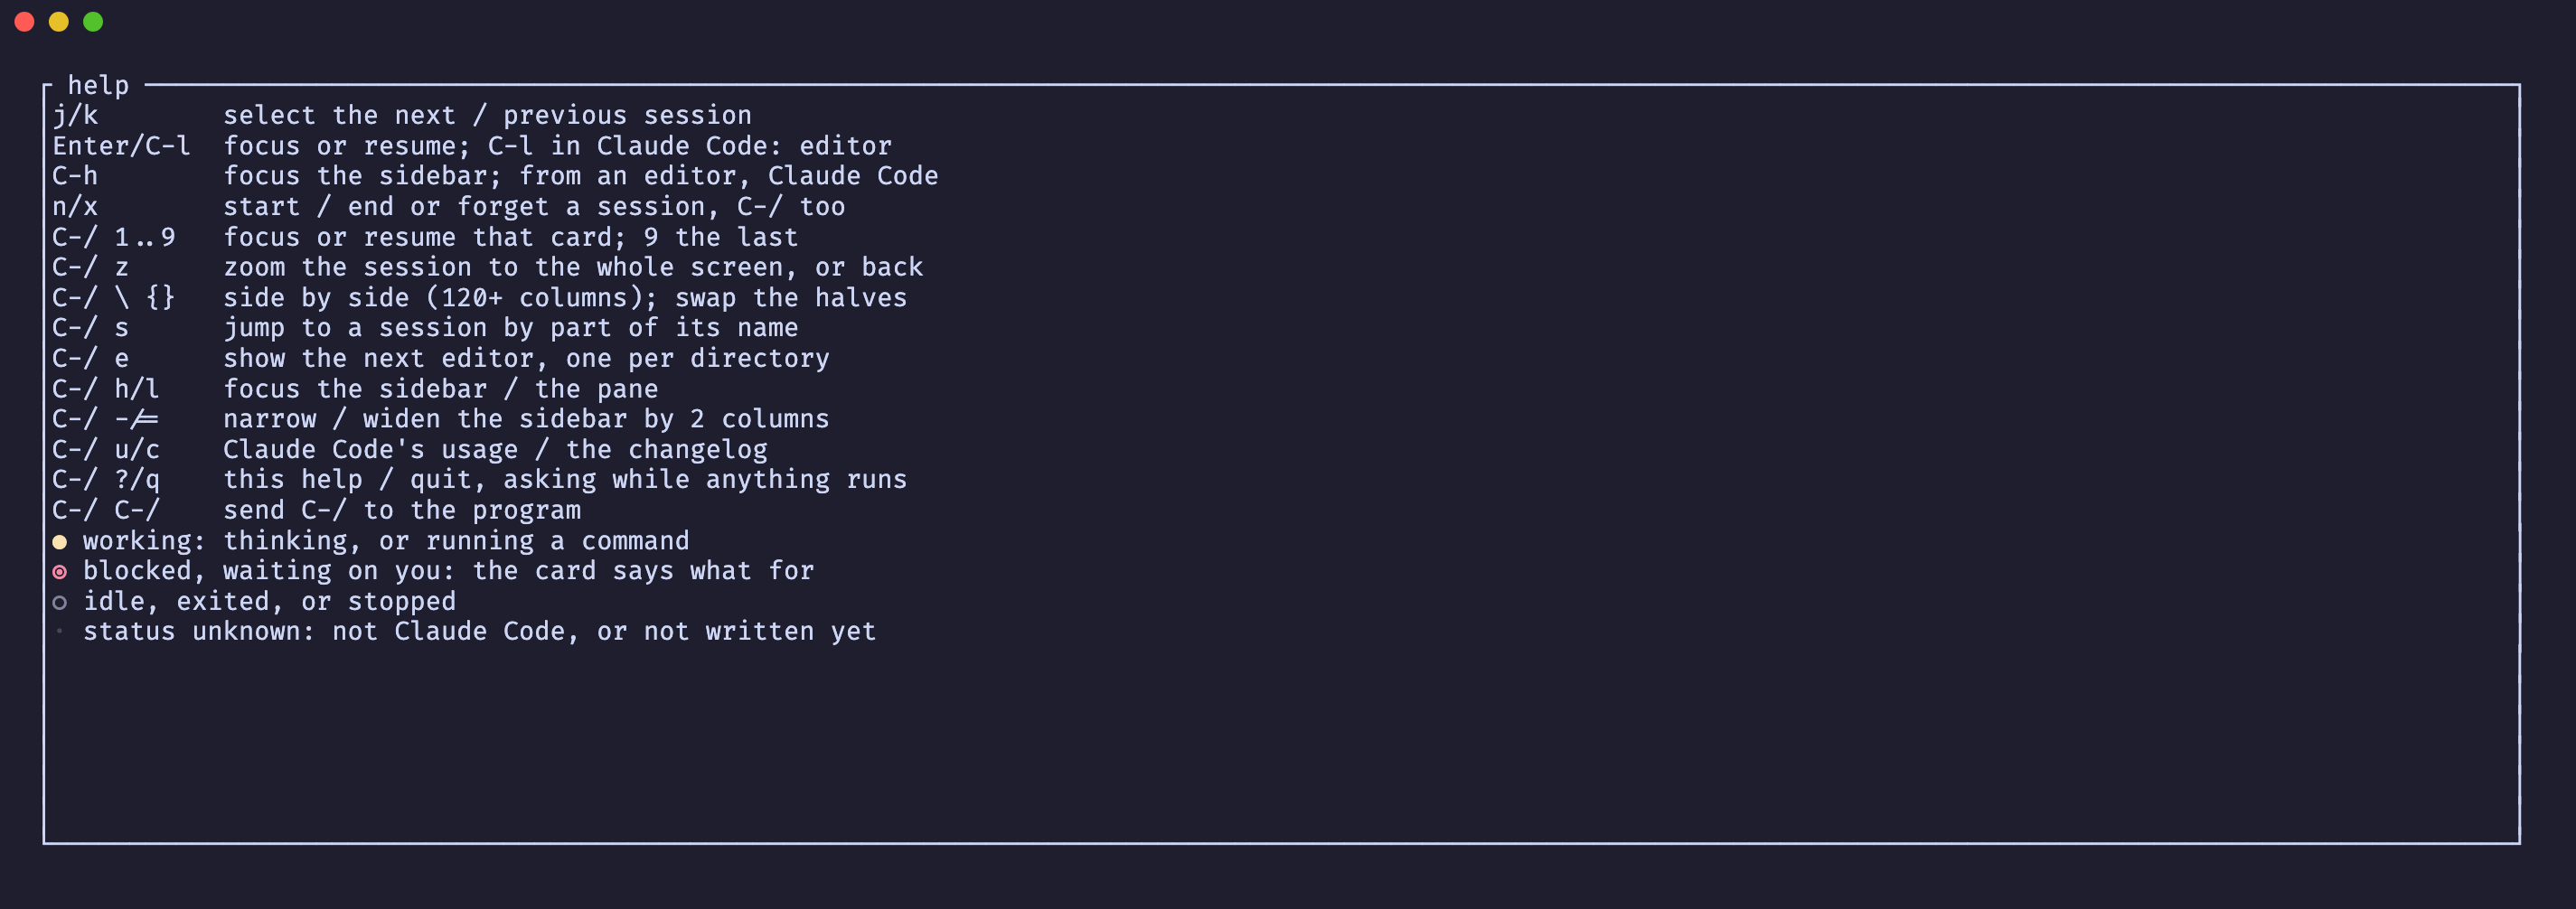 help
j/k select the next / previous session
Enter/C-l focus or resume; C-l in Claude Code: editor
C-h focus the sidebar; from an editor, Claude Code
n/x start / end or forget a session, C-/ too
C-/ 1..9 focus or resume that card; 9 the last
C-/ z zoom the session to the whole screen, or back
C-/ \ {} side by side (120+ columns); swap the halves
C-/ s jump to a session by part of its name
C-/ e show the next editor, one per directory
C-/ h/l focus the sidebar / the pane
C-/ -/= narrow / widen the sidebar by 2 columns
C-/ u/c Claude Code's usage / the changelog
C-/ ?/q this help / quit, asking while anything runs
C-/ C-/ send C-/ to the program
● working: thinking, or running a command
◉ blocked, waiting on you: the card says what for
○ idle, exited, or stopped
· status unknown: not Claude Code, or not written yet